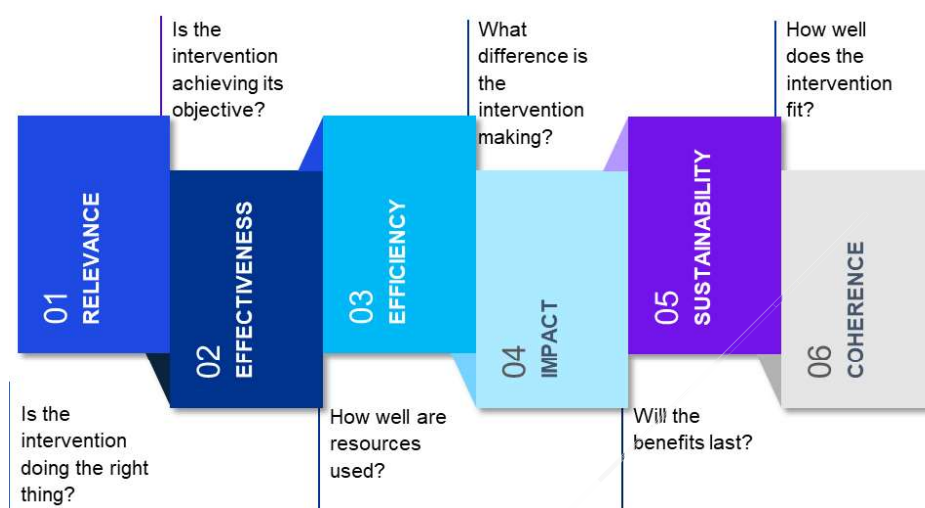 Is the
intervention
achieving its
objective?
What
difference is
the
intervention
making?
How well
does the
intervention
fit?
01
RELEVANCE
02
EFFECTIVENESS
03
EFFICIENCY
04
IMPACT
05
SUSTAINABILITY
06
COHERENCE
Is the
intervention
doing the right
thing?
How well are
resources
used?
Will the
benefits last?